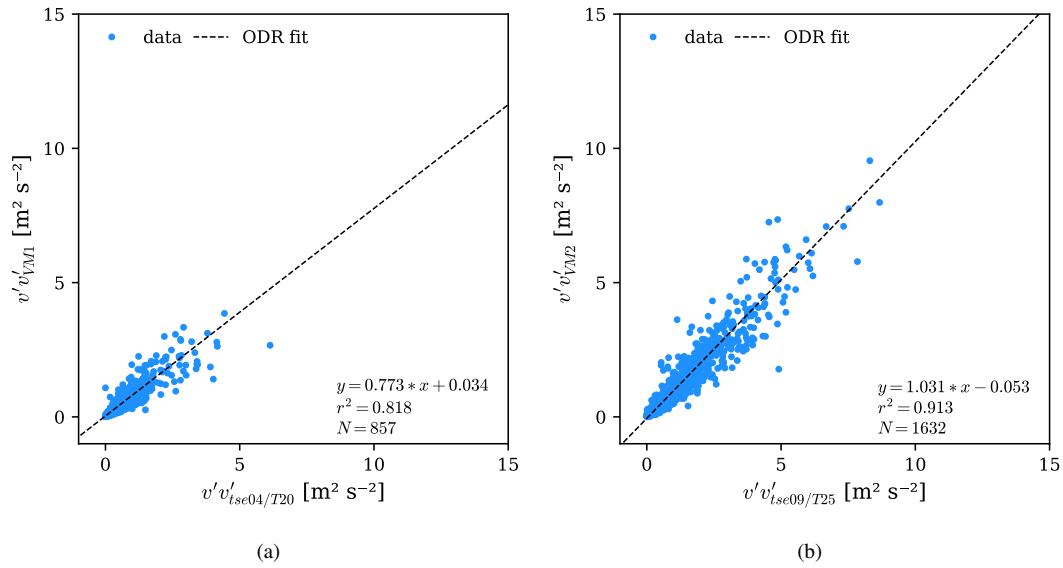 15
10
5
0
data
ODR fit
v′v′VM1 [m² s⁻²]
y = 0.773 * x + 0.034
r² = 0.818
N = 857
0 5 10 15
v′v′tse04/T20 [m² s⁻²]
(a)
15
10
5
0
data
ODR fit
v′v′VM2 [m² s⁻²]
y = 1.031 * x − 0.053
r² = 0.913
N = 1632
0 5 10 15
v′v′tse09/T25 [m² s⁻²]
(b)